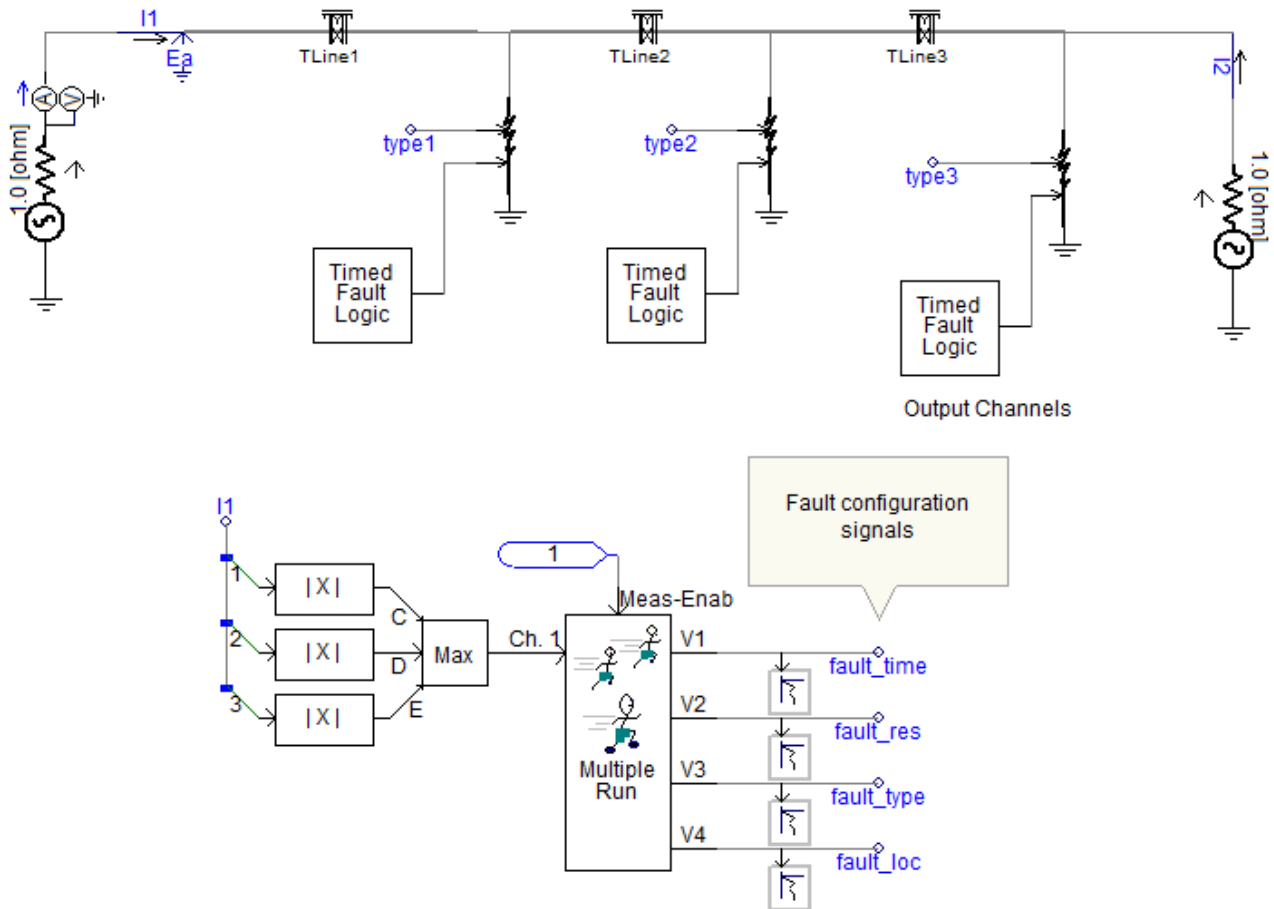 I1
Ea
TLine1
TLine2
TLine3
I2
A
V
1.0 [ohm]
type1
type2
type3
1.0 [ohm]
Timed
Fault
Logic
Timed
Fault
Logic
Timed
Fault
Logic
Output Channels
Fault configuration
signals
I1
1
2
3
|X|
|X|
|X|
C
D
E
Max
Ch. 1
1
Meas-Enab
Multiple
Run
V1
V2
V3
V4
fault_time
fault_res
fault_type
fault_loc